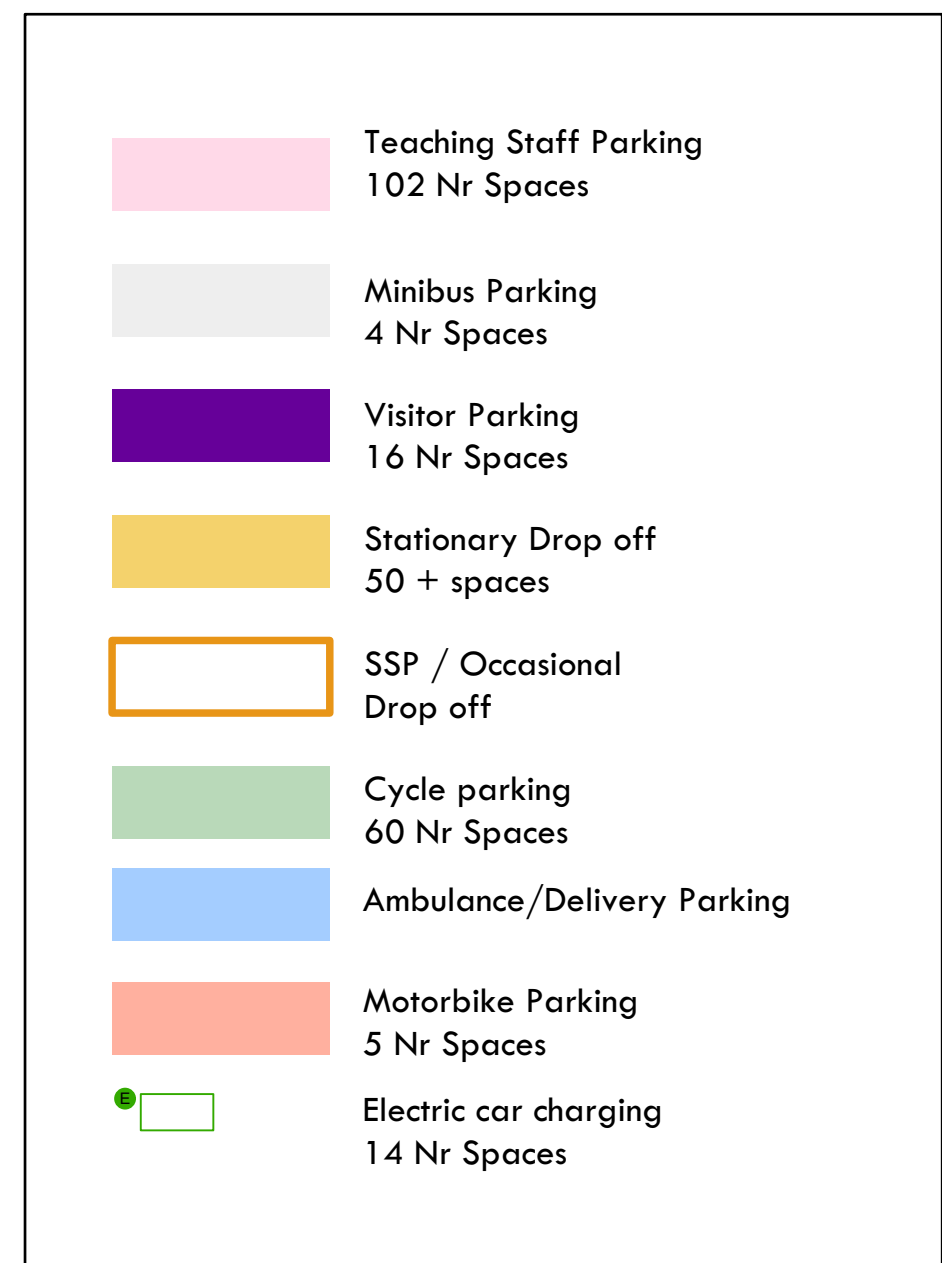 Teaching Staff Parking
102 Nr Spaces
Minibus Parking
4 Nr Spaces
Visitor Parking
16 Nr Spaces
Stationary Drop off
50 + spaces
SSP / Occasional
Drop off
Cycle parking
60 Nr Spaces
Ambulance/Delivery Parking
Motorbike Parking
5 Nr Spaces
E
Electric car charging
14 Nr Spaces